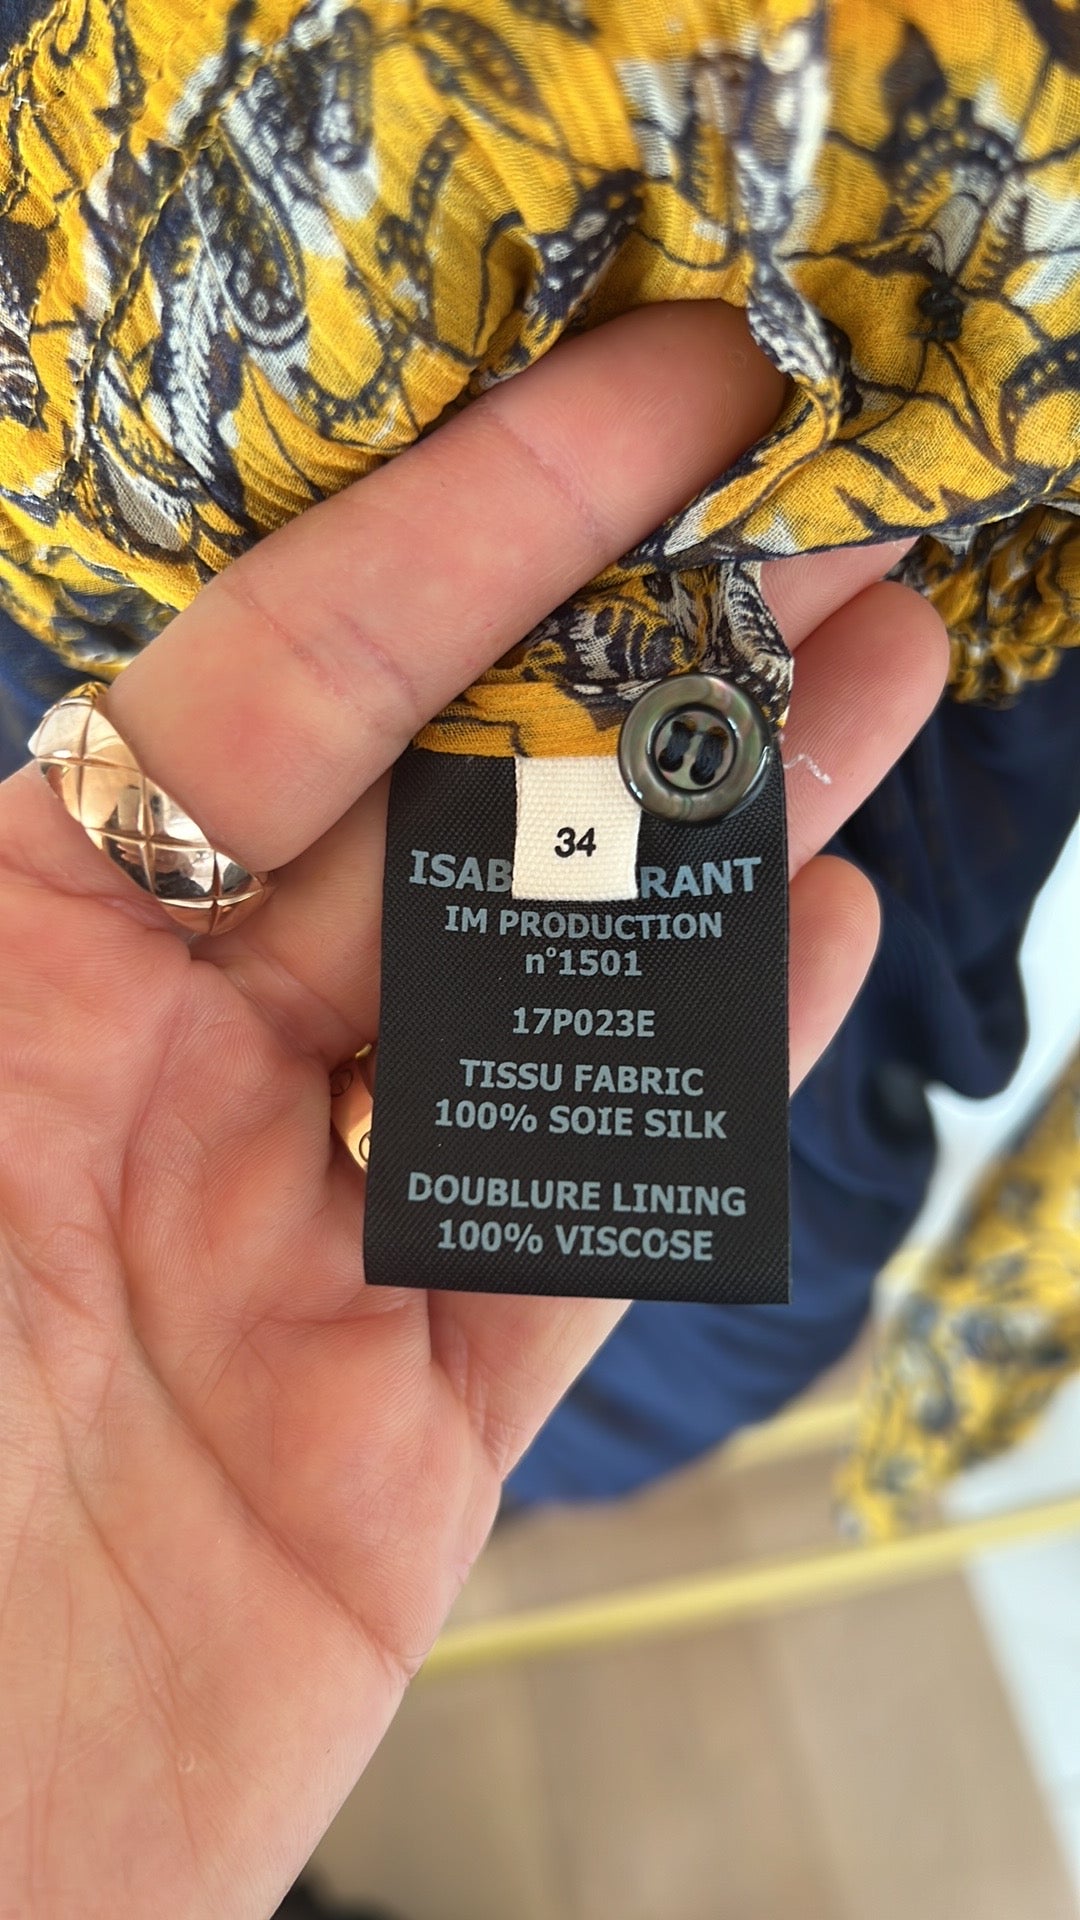 34
ISAB RANT
IM PRODUCTION
n°1501
17P023E
TISSU FABRIC
100% SOIE SILK
DOUBLURE LINING
100% VISCOSE